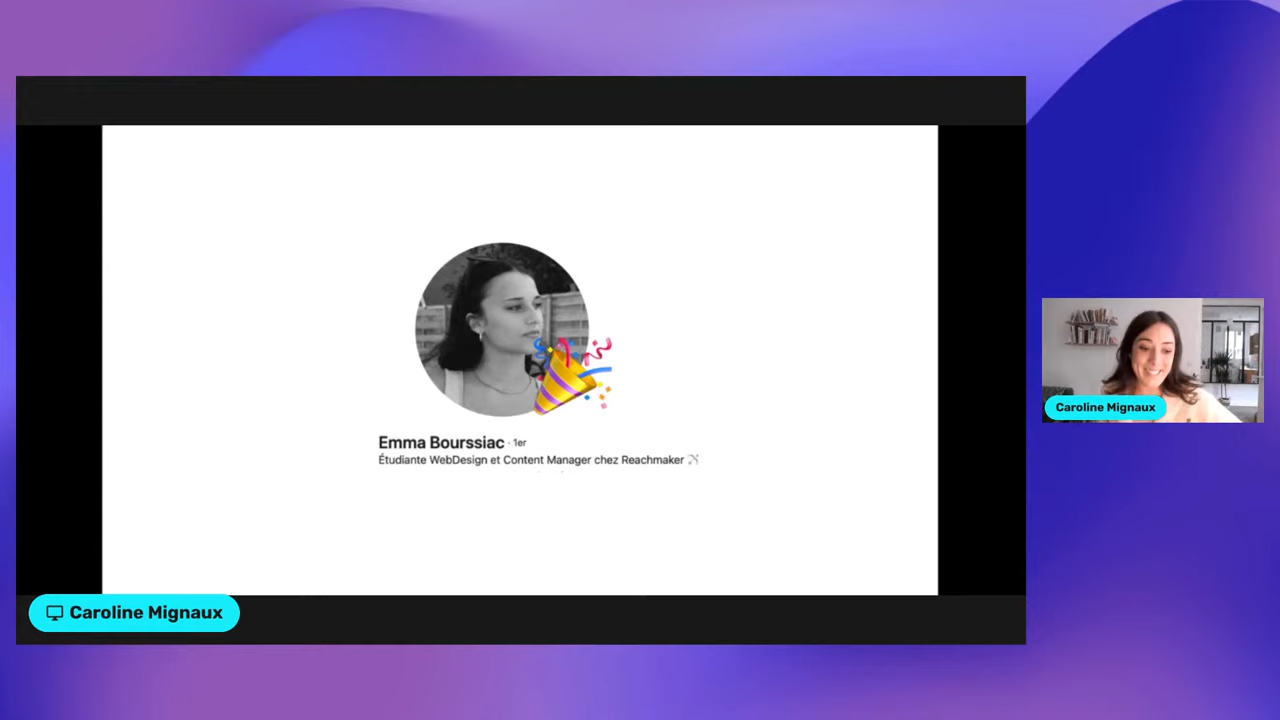 Emma Bourssiac · 1er
Étudiante WebDesign et Content Manager chez Reachmaker
Caroline Mignaux
Caroline Mignaux